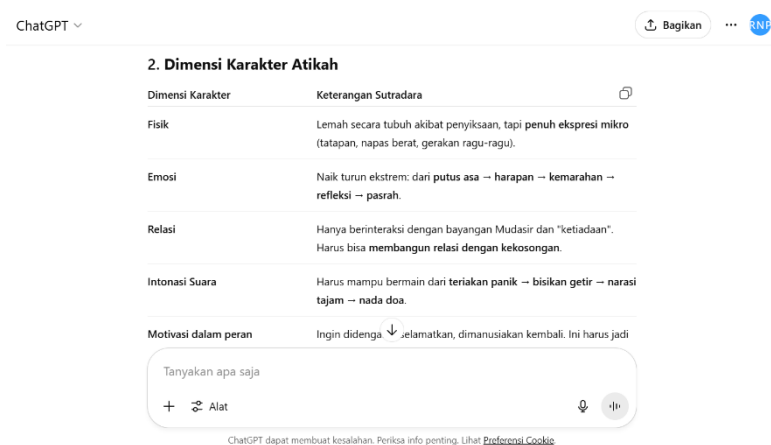 ChatGPT
Bagikan
RNF
2. Dimensi Karakter Atikah
Dimensi Karakter Keterangan Sutradara
Fisik Lemah secara tubuh akibat penyiksaan, tapi penuh ekspresi mikro
(tatapan, napas berat, gerakan ragu-ragu).
Emosi Naik turun ekstrem: dari putus asa → harapan → kemarahan →
refleksi → pasrah.
Relasi Hanya berinteraksi dengan bayangan Mudasir dan "ketiadaan".
Harus bisa membangun relasi dengan kekosongan.
Intonasi Suara Harus mampu bermain dari teriakan panik → bisikan getir → narasi
tajam → nada doa.
Motivasi dalam peran Ingin dimanusiakan kembali. Ini harus jadi
Tanyakan apa saja
Alat
ChatGPT dapat membuat kesalahan. Periksa info penting. Lihat Preferensi Cookie.